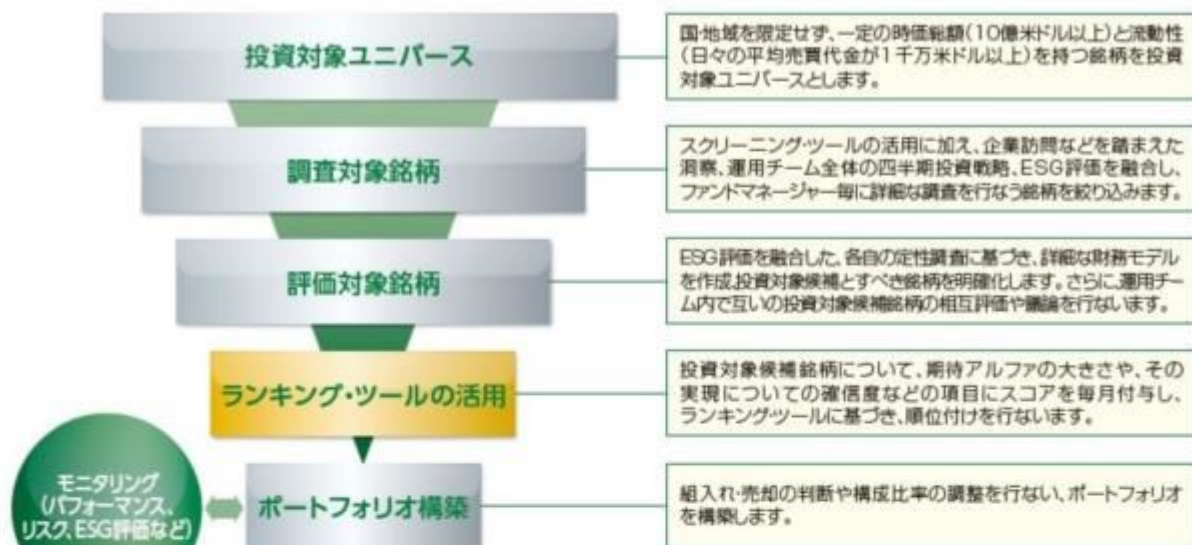 投資対象ユニバース
国・地域を限定せず、一定の時価総額(10億米ドル以上)と流動性
(日々の平均売買代金が1千万米ドル以上)を持つ銘柄を投資
対象ユニバースとします。
調査対象銘柄
スクリーニング・ツールの活用に加え、企業訪問などを踏まえた
洞察、運用チーム全体の四半期投資戦略、ESG評価を融合し、
ファンドマネージャー毎に詳細な調査を行なう銘柄を絞り込みます。
評価対象銘柄
ESG評価を融合した、各自の定性調査に基づき、詳細な財務モデル
を作成、投資対象候補とすべき銘柄を明確化します。さらに、運用チー
ム内で互いの投資対象候補銘柄の相互評価や議論を行ないます。
ランキング・ツールの活用
投資対象候補銘柄について、期待アルファの大きさや、その
実現についての確信度などの項目にスコアを毎月付与し、
ランキング・ツールに基づき、順位付けを行ないます。
モニタリング
(パフォーマンス、
リスク、ESG評価など)
ポートフォリオ構築
組入れ・売却の判断や構成比率の調整を行ない、ポートフォリオ
を構築します。